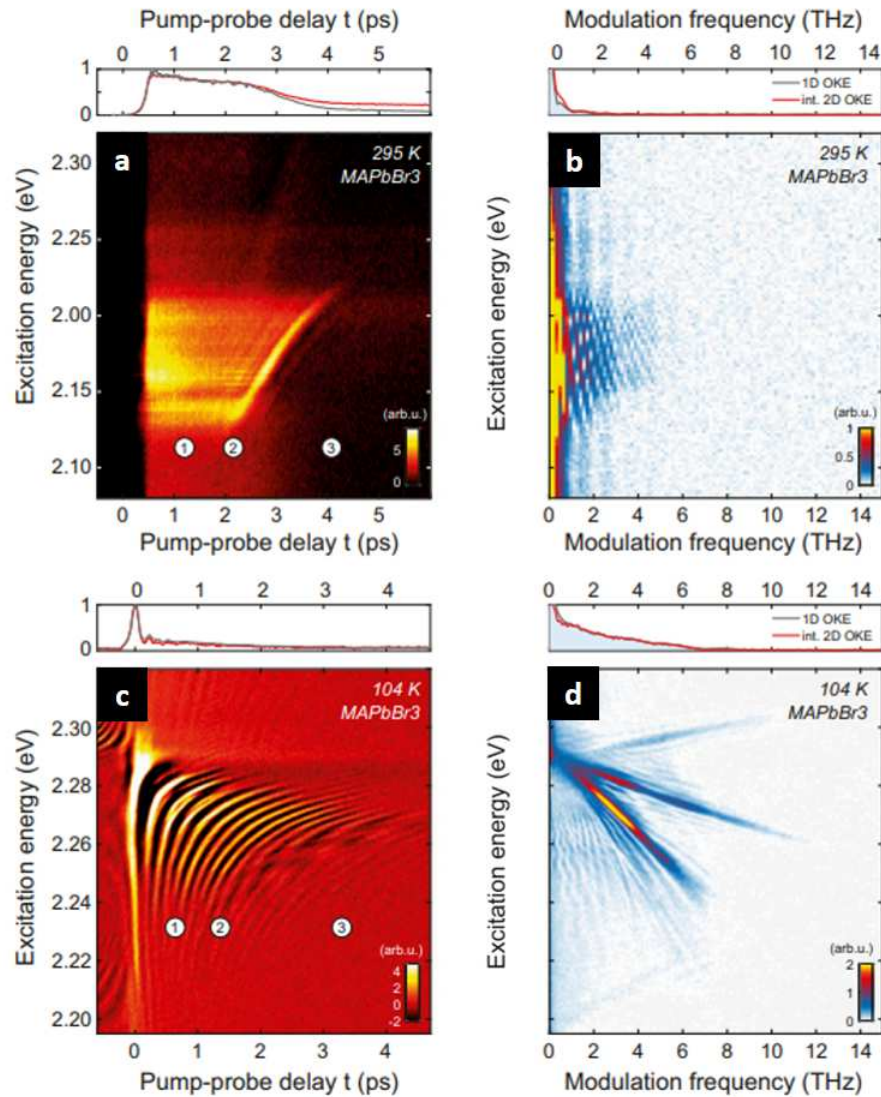 Pump-probe delay t (ps)
0 1 2 3 4 5
1
0
a
295 K
MAPbBr3
Excitation energy (eV)
2.30
2.25
2.00
2.15
2.10
(arb.u.)
5
0
1 2 3
0 1 2 3 4 5
Pump-probe delay t (ps)
Modulation frequency (THz)
0 2 4 6 8 10 12 14
1D OKE
int. 2D OKE
b
295 K
MAPbBr3
Excitation energy (eV)
(arb.u.)
1
0.5
0
0 2 4 6 8 10 12 14
Modulation frequency (THz)
0 1 2 3 4
1
0
c
104 K
MAPbBr3
Excitation energy (eV)
2.30
2.28
2.26
2.24
2.22
2.20
1 2 3
(arb.u.)
4
2
0
-2
0 1 2 3 4
Pump-probe delay t (ps)
0 2 4 6 8 10 12 14
1D OKE
int. 2D OKE
d
104 K
MAPbBr3
Excitation energy (eV)
(arb.u.)
2
1
0
0 2 4 6 8 10 12 14
Modulation frequency (THz)